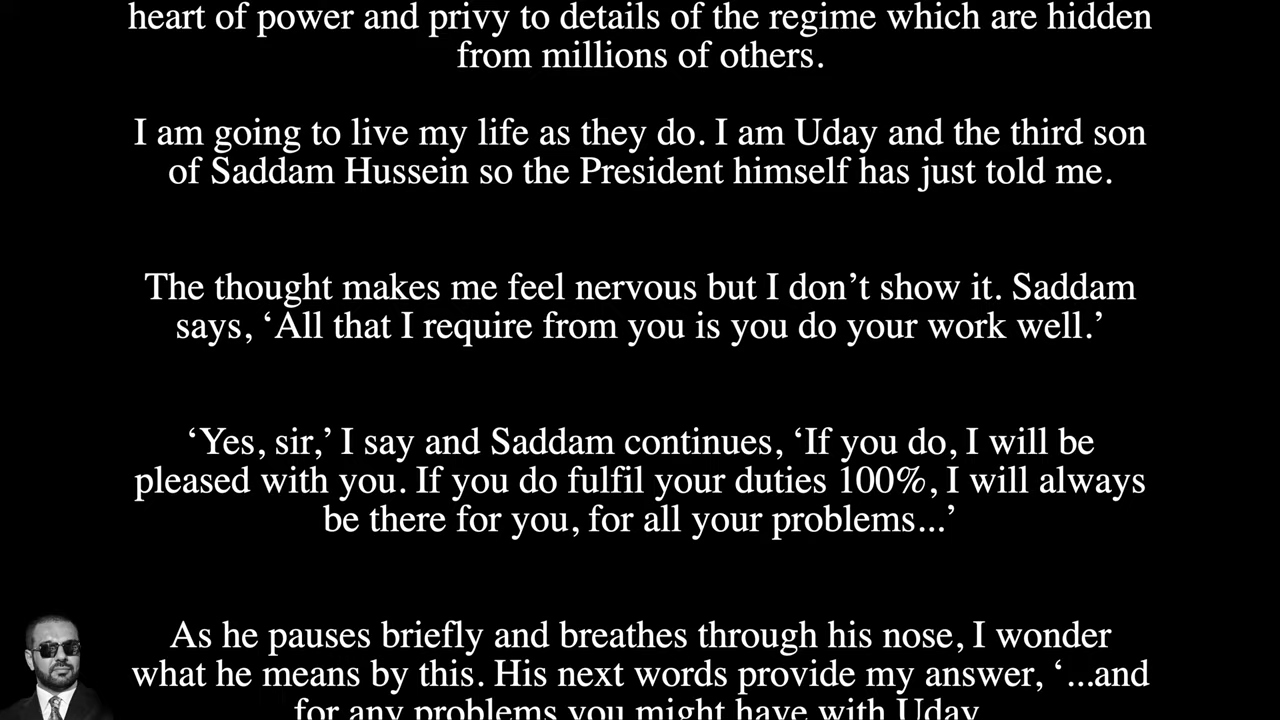 heart of power and privy to details of the regime which are hidden
from millions of others.
I am going to live my life as they do. I am Uday and the third son
of Saddam Hussein so the President himself has just told me.
The thought makes me feel nervous but I don’t show it. Saddam
says, ‘All that I require from you is you do your work well.’
‘Yes, sir,’ I say and Saddam continues, ‘If you do, I will be
pleased with you. If you do fulfil your duties 100%, I will always
be there for you, for all your problems...’
As he pauses briefly and breathes through his nose, I wonder
what he means by this. His next words provide my answer, ‘...and
for any problems you might have with Uday